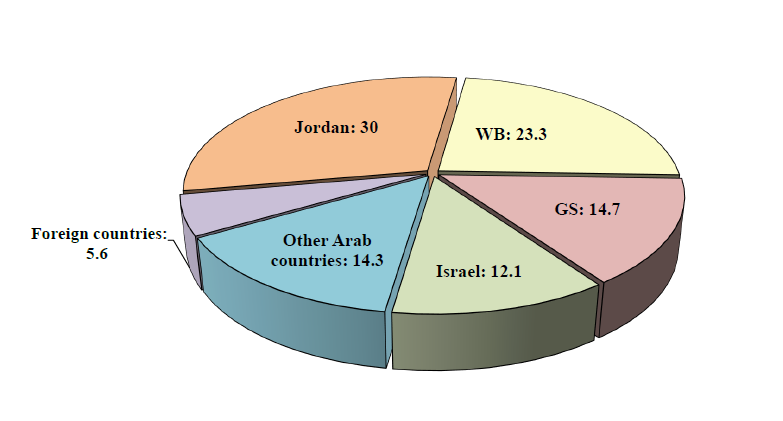 Jordan: 30
WB: 23.3
GS: 14.7
Foreign countries:
5.6
Other Arab
countries: 14.3
Israel: 12.1